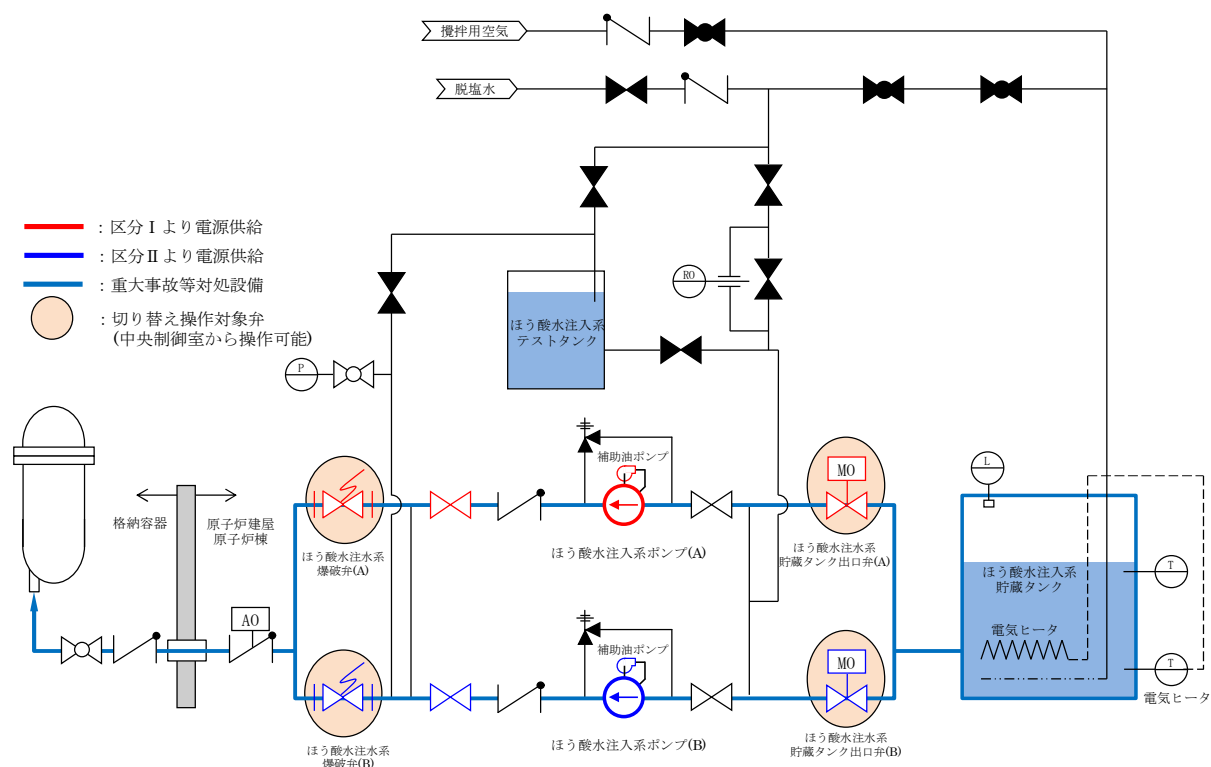 攪拌用空気
脱塩水
：区分Ⅰより電源供給
：区分Ⅱより電源供給
：重大事故等対処設備
：切り替え操作対象弁
(中央制御室から操作可能)
RO
ほう酸水注入系
テストタンク
P
補助油ポンプ
MO
L
格納容器
原子炉建屋
原子炉棟
ほう酸水注水系
爆破弁(A)
ほう酸水注入系ポンプ(A)
ほう酸水注水系
貯蔵タンク出口弁(A)
ほう酸水注入系
貯蔵タンク
T
AO
電気ヒータ
補助油ポンプ
MO
T
電気ヒータ
ほう酸水注水系
爆破弁(B)
ほう酸水注入系ポンプ(B)
ほう酸水注水系
貯蔵タンク出口弁(B)